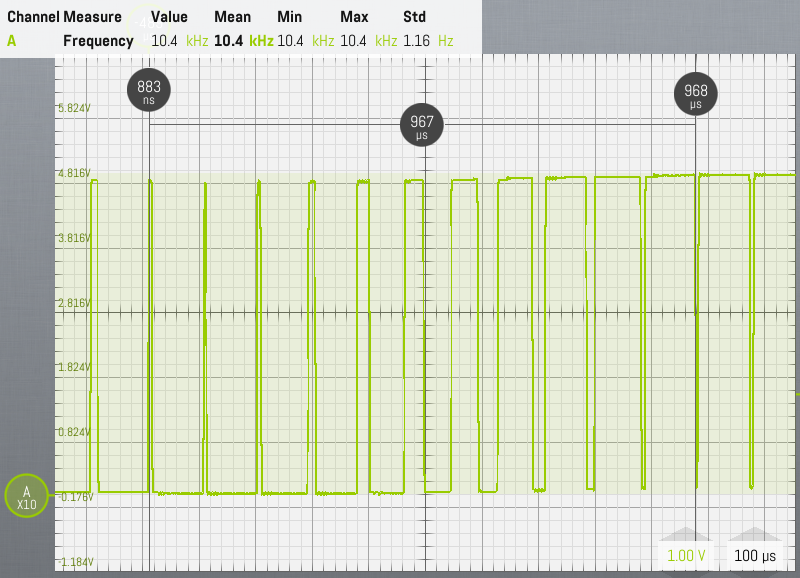 Channel Measure Value Mean Min Max Std
A Frequency 10.4 kHz 10.4 kHz 10.4 kHz 10.4 kHz 1.16 Hz
883 ns
968 µs
967 µs
5.824V
4.816V
3.816V
2.816V
1.824V
0.824V
-0.176V
A X10
-1.184V
1.00 V
100 µs